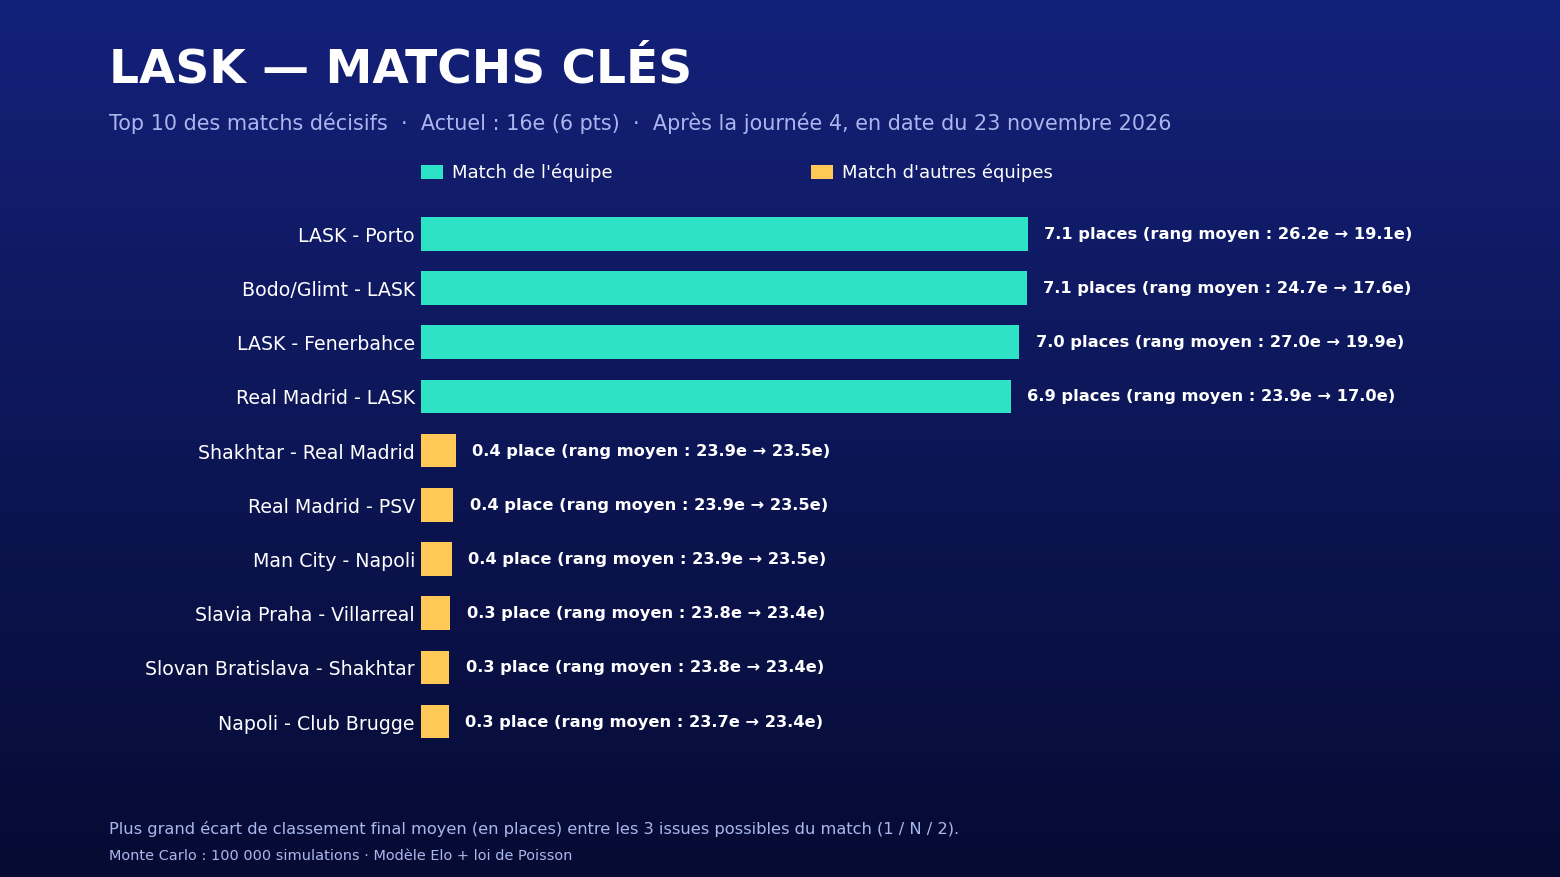 LASK — MATCHS CLÉS
Top 10 des matchs décisifs · Actuel : 16e (6 pts) · Après la journée 4, en date du 23 novembre 2026
Match de l'équipe
Match d'autres équipes
LASK - Porto 7.1 places (rang moyen : 26.2e → 19.1e)
Bodo/Glimt - LASK 7.1 places (rang moyen : 24.7e → 17.6e)
LASK - Fenerbahce 7.0 places (rang moyen : 27.0e → 19.9e)
Real Madrid - LASK 6.9 places (rang moyen : 23.9e → 17.0e)
Shakhtar - Real Madrid 0.4 place (rang moyen : 23.9e → 23.5e)
Real Madrid - PSV 0.4 place (rang moyen : 23.9e → 23.5e)
Man City - Napoli 0.4 place (rang moyen : 23.9e → 23.5e)
Slavia Praha - Villarreal 0.3 place (rang moyen : 23.8e → 23.4e)
Slovan Bratislava - Shakhtar 0.3 place (rang moyen : 23.8e → 23.4e)
Napoli - Club Brugge 0.3 place (rang moyen : 23.7e → 23.4e)
Plus grand écart de classement final moyen (en places) entre les 3 issues possibles du match (1 / N / 2).
Monte Carlo : 100 000 simulations · Modèle Elo + loi de Poisson